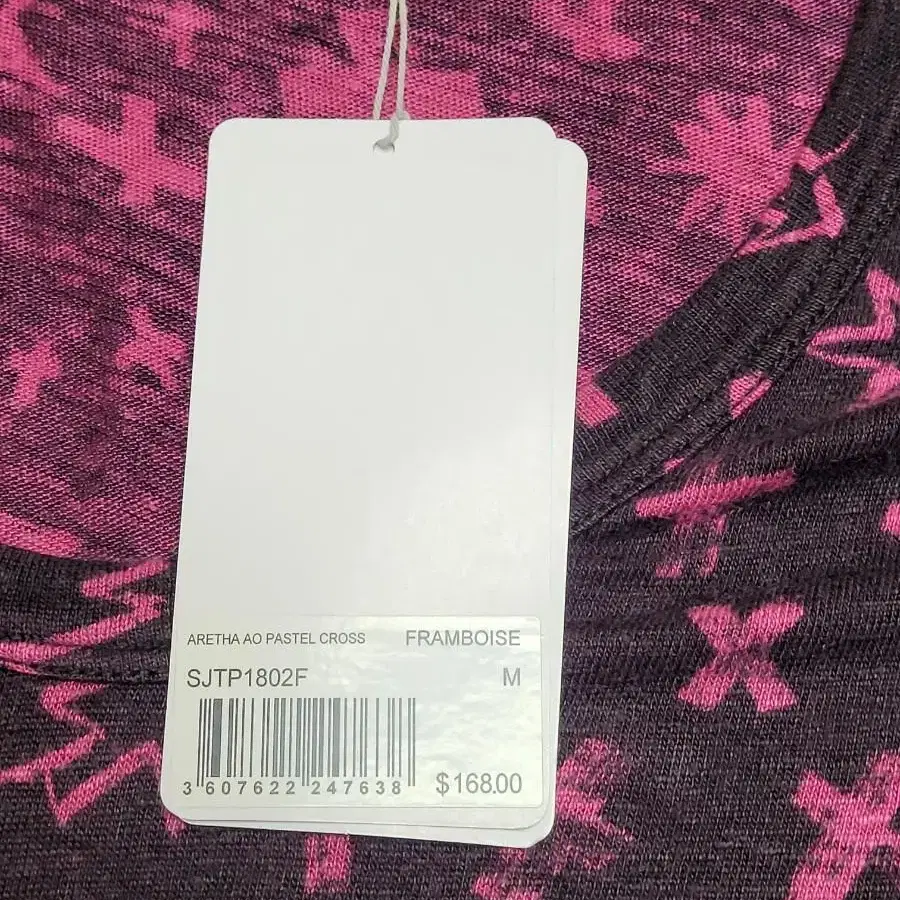 ARETHA AO PASTEL CROSS FRAMBOISE
SJTP1802F M
3 607622 247638 $168.00